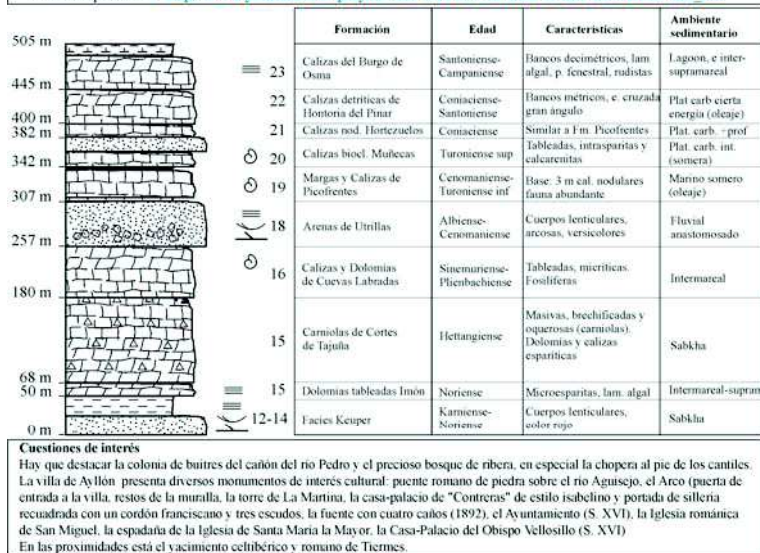 Formación Edad Características Ambiente sedimentario
505 m
23 Calizas del Burgo de Osma Santoniense-Campaniense Bancos decimétricos, lam algal, p. fenestral, rudistas Lagoon, e inter-supramareal
445 m
22 Calizas detríticas de Hontoria del Pinar Coniaciense-Santoniense Bancos métricos, e. cruzada gran ángulo Plat carb cierta energía (oleaje)
400 m
21 Calizas nod. Hortezuelos Coniaciense Similar a Fm. Picofrentes Plat. carb. +prof
382 m
20 Calizas biocl. Muñecas Turoniense sup Tableadas, intrasparitas y calcarenitas Plat. carb. int. (somera)
342 m
19 Margas y Calizas de Picofrentes Cenomaniense-Turoniense inf Base: 3 m cal. nodulares fauna abundante Marino somero (oleaje)
307 m
18 Arenas de Utrillas Albiense-Cenomaniense Cuerpos lenticulares, arcosas, versicolores Fluvial anastomosado
257 m
16 Calizas y Dolomías de Cuevas Labradas Sinemuriense-Plienbachiense Tableadas, micríticas. Fosilíferas Intermareal
180 m
15 Carniolas de Cortes de Tajuña Hettangiense Masivas, brechificadas y oquerosas (carniolas). Dolomías y calizas esparíticas Sabkha
68 m
15 Dolomías tableadas Imón Noriense Microesparitas, lam. algal Intermareal-supram
50 m
12-14 Facies Keuper Karniense-Noriense Cuerpos lenticulares, color rojo Sabkha
0 m
Cuestiones de interés
Hay que destacar la colonia de buitres del cañón del río Pedro y el precioso bosque de ribera, en especial la chopera al pie de los cantiles.
La villa de Ayllón presenta diversos monumentos de interés cultural: puente romano de piedra sobre el río Aguisejo, el Arco (puerta de
entrada a la villa, restos de la muralla, la torre de La Martina, la casa-palacio de "Contreras" de estilo isabelino y portada de sillería
recuadrada con un cordón franciscano y tres escudos, la fuente con cuatro caños (1892), el Ayuntamiento (S. XVI), la Iglesia románica
de San Miguel, la espadaña de la Iglesia de Santa María la Mayor, la Casa-Palacio del Obispo Vellosillo (S. XVI)
En las proximidades está el yacimiento celtibérico y romano de Tiermes.